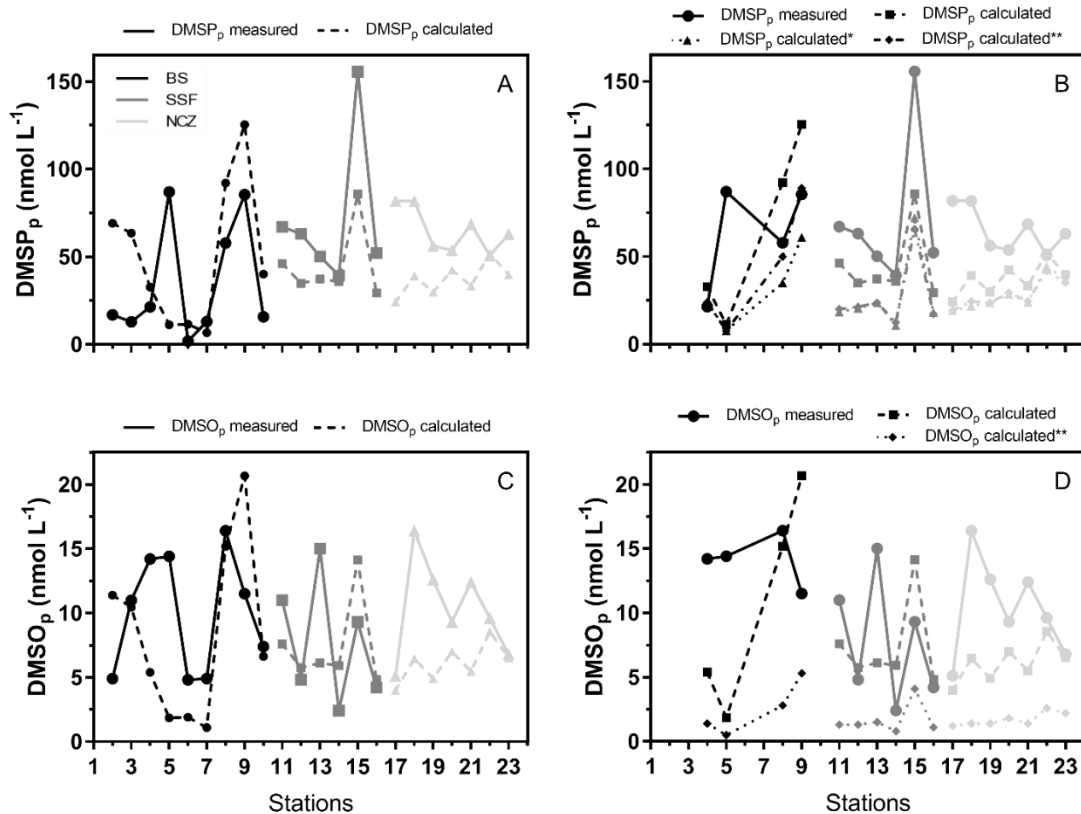 DMSPp measured DMSPp calculated
A
BS
SSF
NCZ
DMSPp (nmol L-1)
150
100
50
0
DMSPp measured DMSPp calculated
DMSPp calculated* DMSPp calculated**
B
DMSPp (nmol L-1)
150
100
50
0
DMSOp measured DMSOp calculated
C
DMSOp (nmol L-1)
20
15
10
5
0
1 3 5 7 9 11 13 15 17 19 21 23
Stations
DMSOp measured DMSOp calculated
DMSOp calculated**
D
DMSOp (nmol L-1)
20
15
10
5
0
1 3 5 7 9 11 13 15 17 19 21 23
Stations